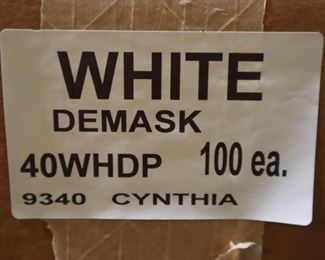 WHITE
DEMASK
40WHDP 100 ea.
9340 CYNTHIA